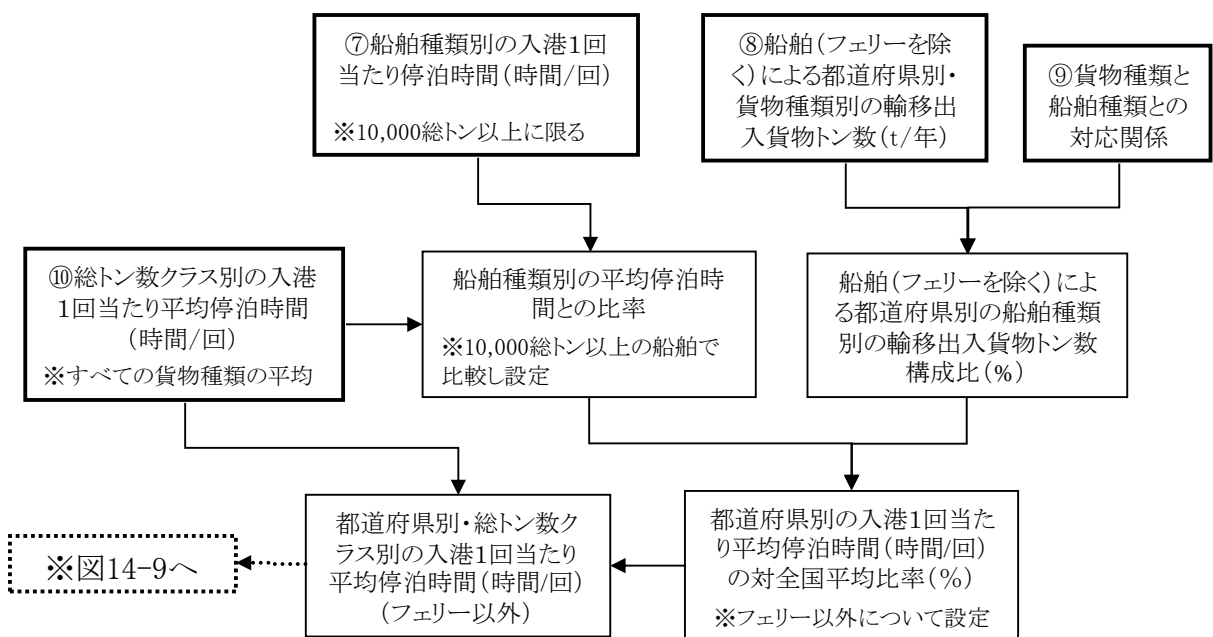 ⑦船舶種類別の入港1回
当たり停泊時間(時間/回)
※10,000総トン以上に限る
⑧船舶(フェリーを除
く)による都道府県別・
貨物種類別の輸移出
入貨物トン数(t/年)
⑨貨物種類と
船舶種類との
対応関係
⑩総トン数クラス別の入港
1回当たり平均停泊時間
(時間/回)
※すべての貨物種類の平均
船舶種類別の平均停泊時
間との比率
※10,000総トン以上の船舶で
比較し設定
船舶(フェリーを除く)によ
る都道府県別の船舶種類
別の輸移出入貨物トン数
構成比(%)
※図14-9へ
都道府県別・総トン数ク
ラス別の入港1回当たり
平均停泊時間(時間/回)
(フェリー以外)
都道府県別の入港1回当た
り平均停泊時間(時間/回)
の対全国平均比率(%)
※フェリー以外について設定